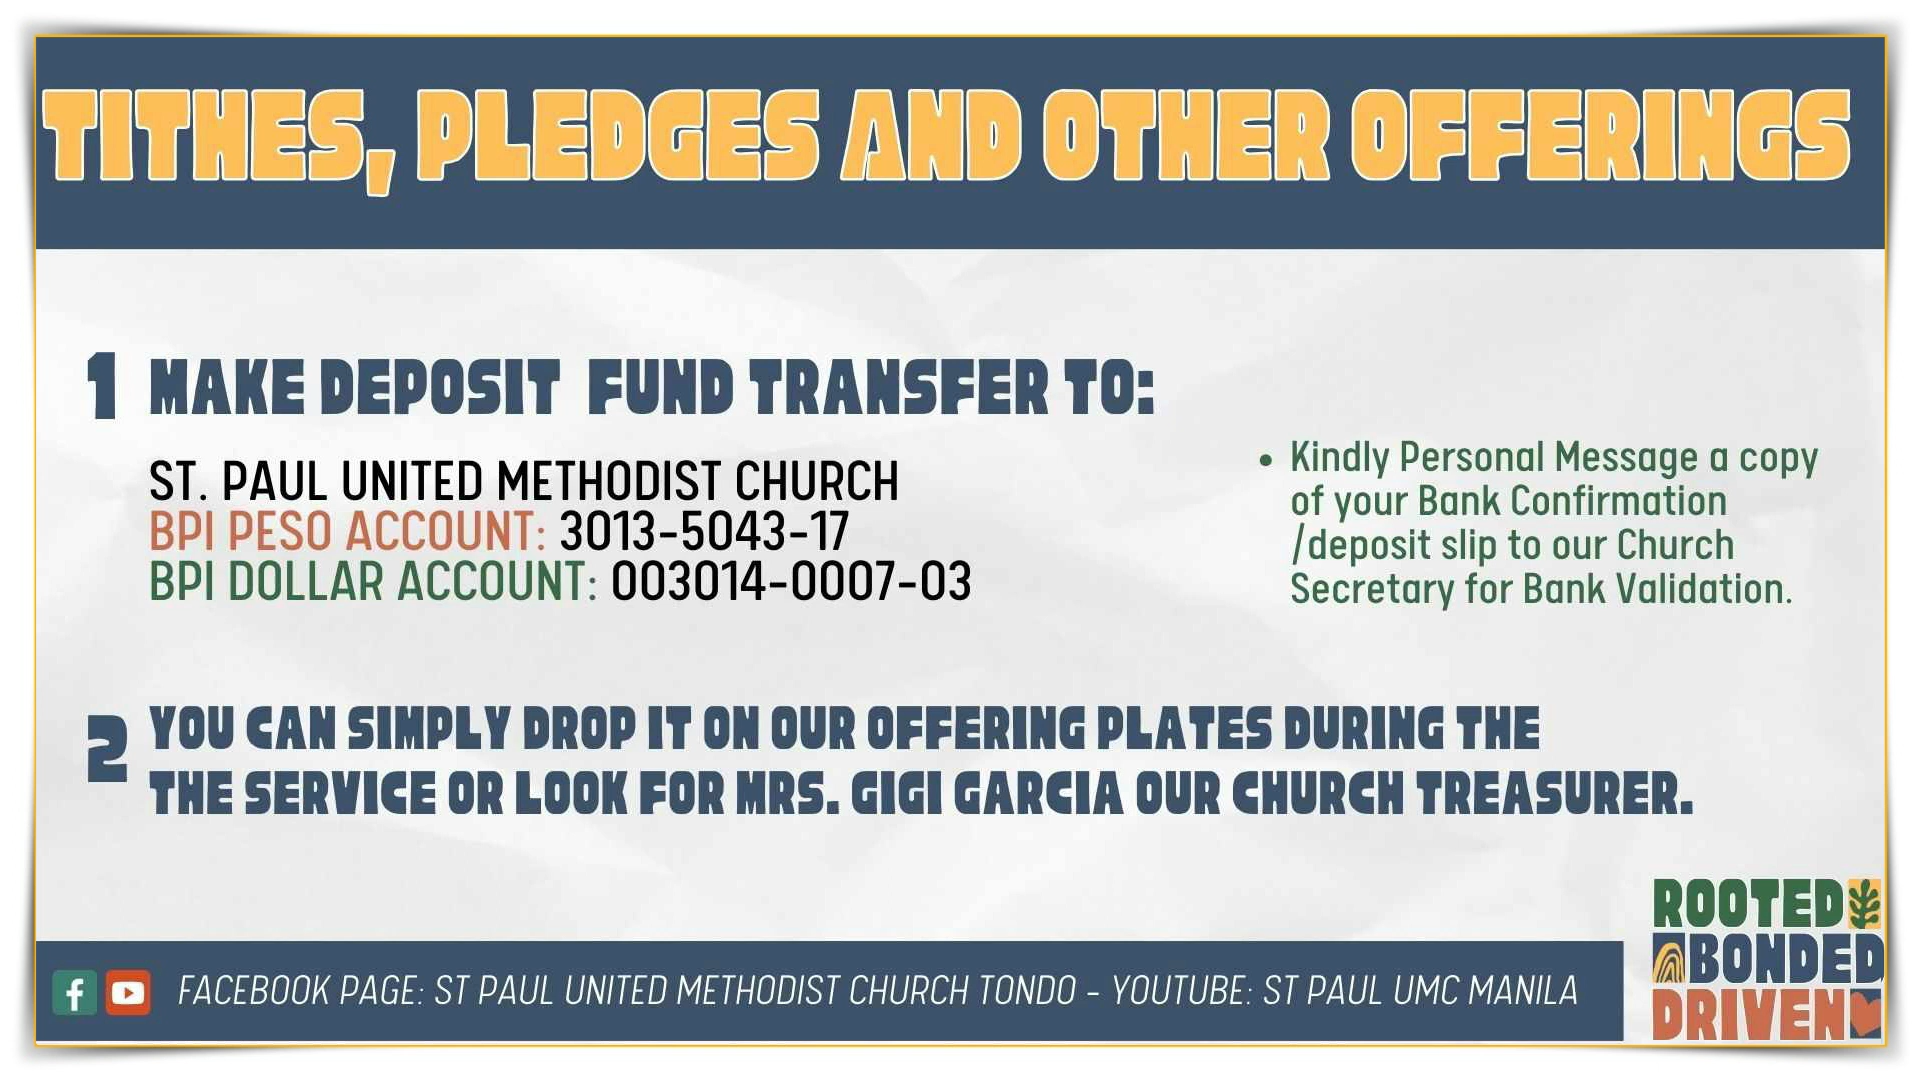 TITHES, PLEDGES AND OTHER OFFERINGS
1 MAKE DEPOSIT FUND TRANSFER TO:
ST. PAUL UNITED METHODIST CHURCH
BPI PESO ACCOUNT: 3013-5043-17
BPI DOLLAR ACCOUNT: 003014-0007-03
• Kindly Personal Message a copy
of your Bank Confirmation
/deposit slip to our Church
Secretary for Bank Validation.
2 YOU CAN SIMPLY DROP IT ON OUR OFFERING PLATES DURING THE
THE SERVICE OR LOOK FOR MRS. GIGI GARCIA OUR CHURCH TREASURER.
FACEBOOK PAGE: ST PAUL UNITED METHODIST CHURCH TONDO - YOUTUBE: ST PAUL UMC MANILA
ROOTED
BONDED
DRIVEN